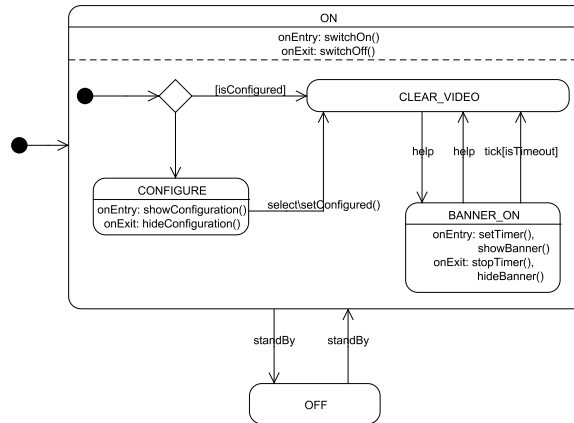 ON
onEntry: switchOn()
onExit: switchOff()
[isConfigured]
CLEAR_VIDEO
help
help
tick[isTimeout]
CONFIGURE
onEntry: showConfiguration()
onExit: hideConfiguration()
select\setConfigured()
BANNER_ON
onEntry: setTimer(),
showBanner()
onExit: stopTimer(),
hideBanner()
standBy
standBy
OFF